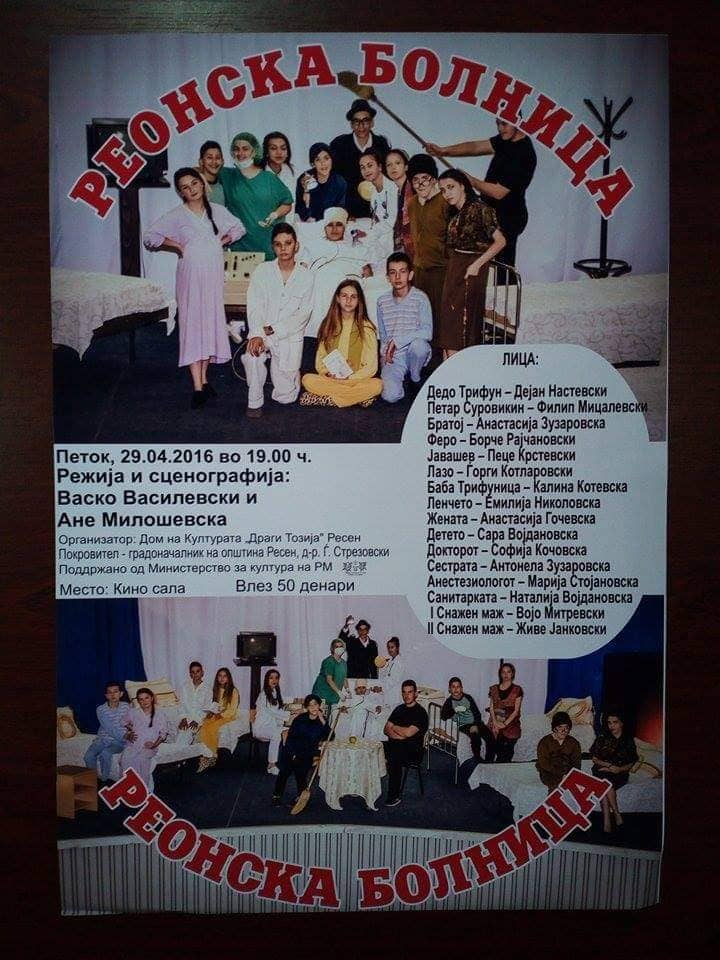 РЕОНСКА БОЛНИЦА
ЛИЦА:
Дедо Трифун – Дејан Настевски
Петар Суровикин – Филип Мицалевски
Братој – Анастасија Зузаровска
Феро – Борче Рајчановски
Јавашев – Пеце Крстевски
Лазо – Ѓорги Котларовски
Баба Трифуница – Калина Котевска
Ленчето – Емилија Николовска
Жената – Анастасија Гочевска
Детето – Сара Војдановска
Докторот – Софија Кочовска
Сестрата – Антонела Зузаровска
Анестезиологот – Марија Стојановска
Санитарката – Наталија Војдановска
I Снажен маж – Војо Митревски
II Снажен маж – Живе Јанковски
Петок, 29.04.2016 во 19.00 ч.
Режија и сценографија:
Васко Василевски и
Ане Милошевска
Организатор: Дом на Културата „Драги Тозија" Ресен
Покровител - градоначалник на општина Ресен, д-р. Ѓ. Стрезовски
Поддржано од Министерство за култура на РМ
Место: Кино сала Влез 50 денари
РЕОНСКА БОЛНИЦА